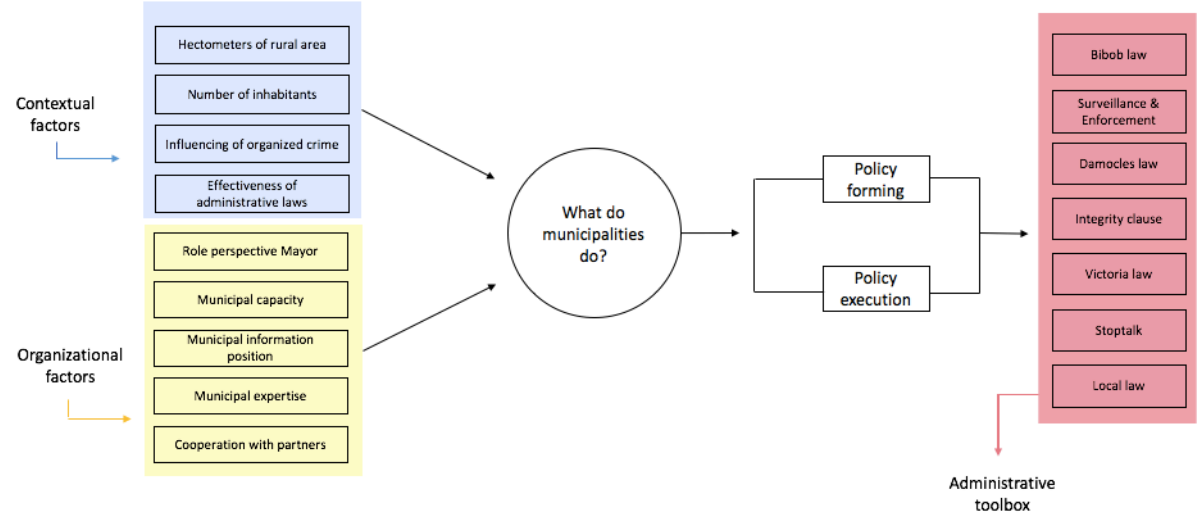 Contextual
factors
Hectometers of rural area
Number of inhabitants
Influencing of organized crime
Effectiveness of
administrative laws
Organizational
factors
Role perspective Mayor
Municipal capacity
Municipal information
position
Municipal expertise
Cooperation with partners
What do
municipalities
do?
Policy
forming
Policy
execution
Bibob law
Surveillance &
Enforcement
Damocles law
Integrity clause
Victoria law
Stoptalk
Local law
Administrative
toolbox